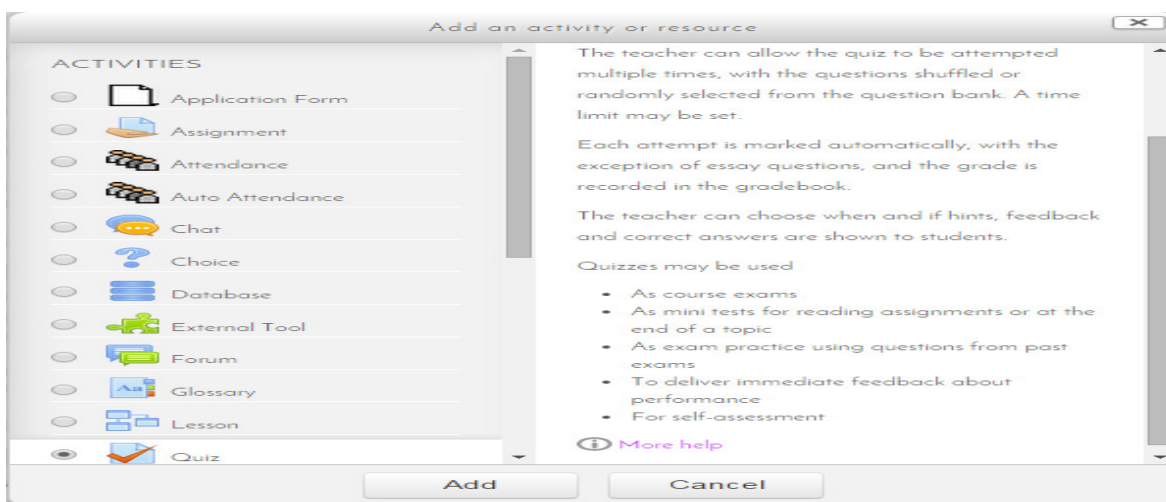 Add an activity or resource
ACTIVITIES
Application Form
Assignment
Attendance
Auto Attendance
Chat
Choice
Database
External Tool
Forum
Glossary
Lesson
Quiz
The teacher can allow the quiz to be attempted
multiple times, with the questions shuffled or
randomly selected from the question bank. A time
limit may be set.
Each attempt is marked automatically, with the
exception of essay questions, and the grade is
recorded in the gradebook.
The teacher can choose when and if hints, feedback
and correct answers are shown to students.
Quizzes may be used
• As course exams
• As mini tests for reading assignments or at the
end of a topic
• As exam practice using questions from past
exams
• To deliver immediate feedback about
performance
• For self-assessment
More help
Add
Cancel